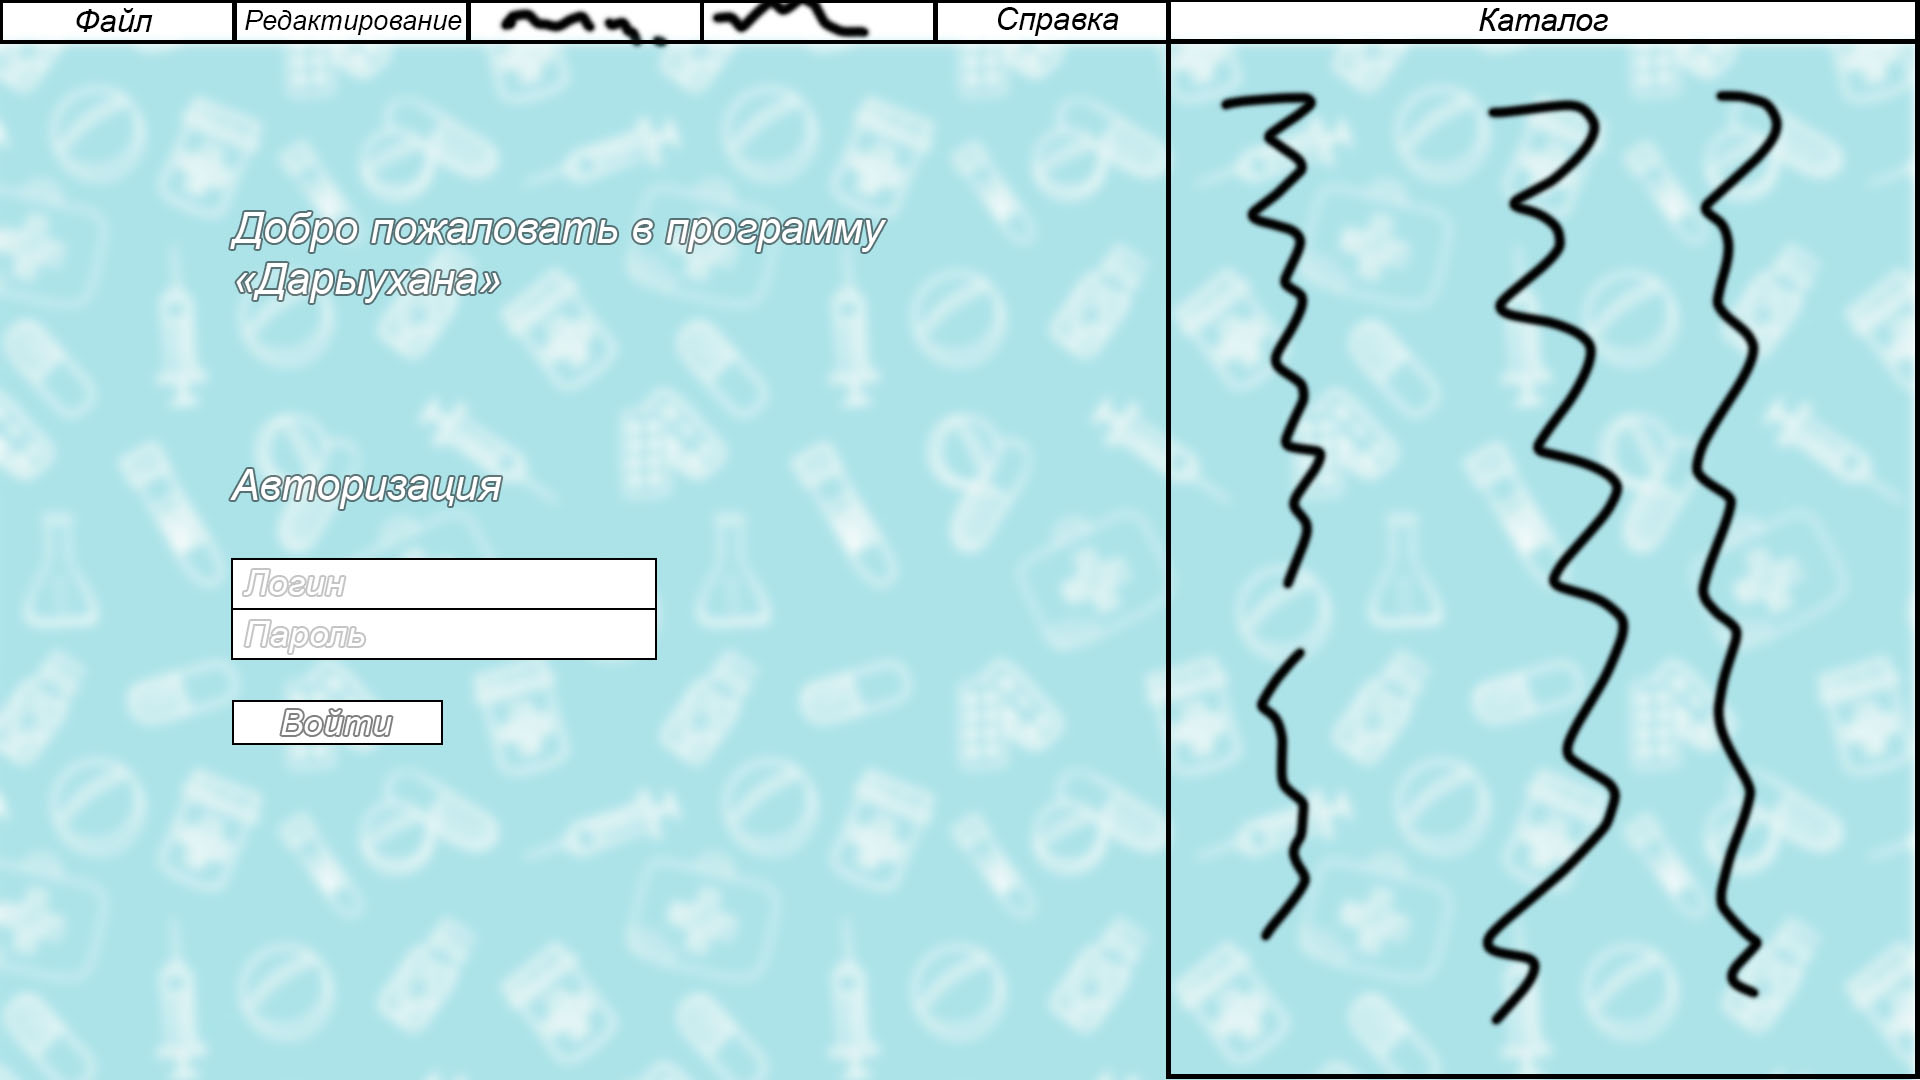 Файл
Редактирование
Справка
Каталог
Добро пожаловать в программу
«Дарыухана»
Авторизация
Логин
Пароль
Войти